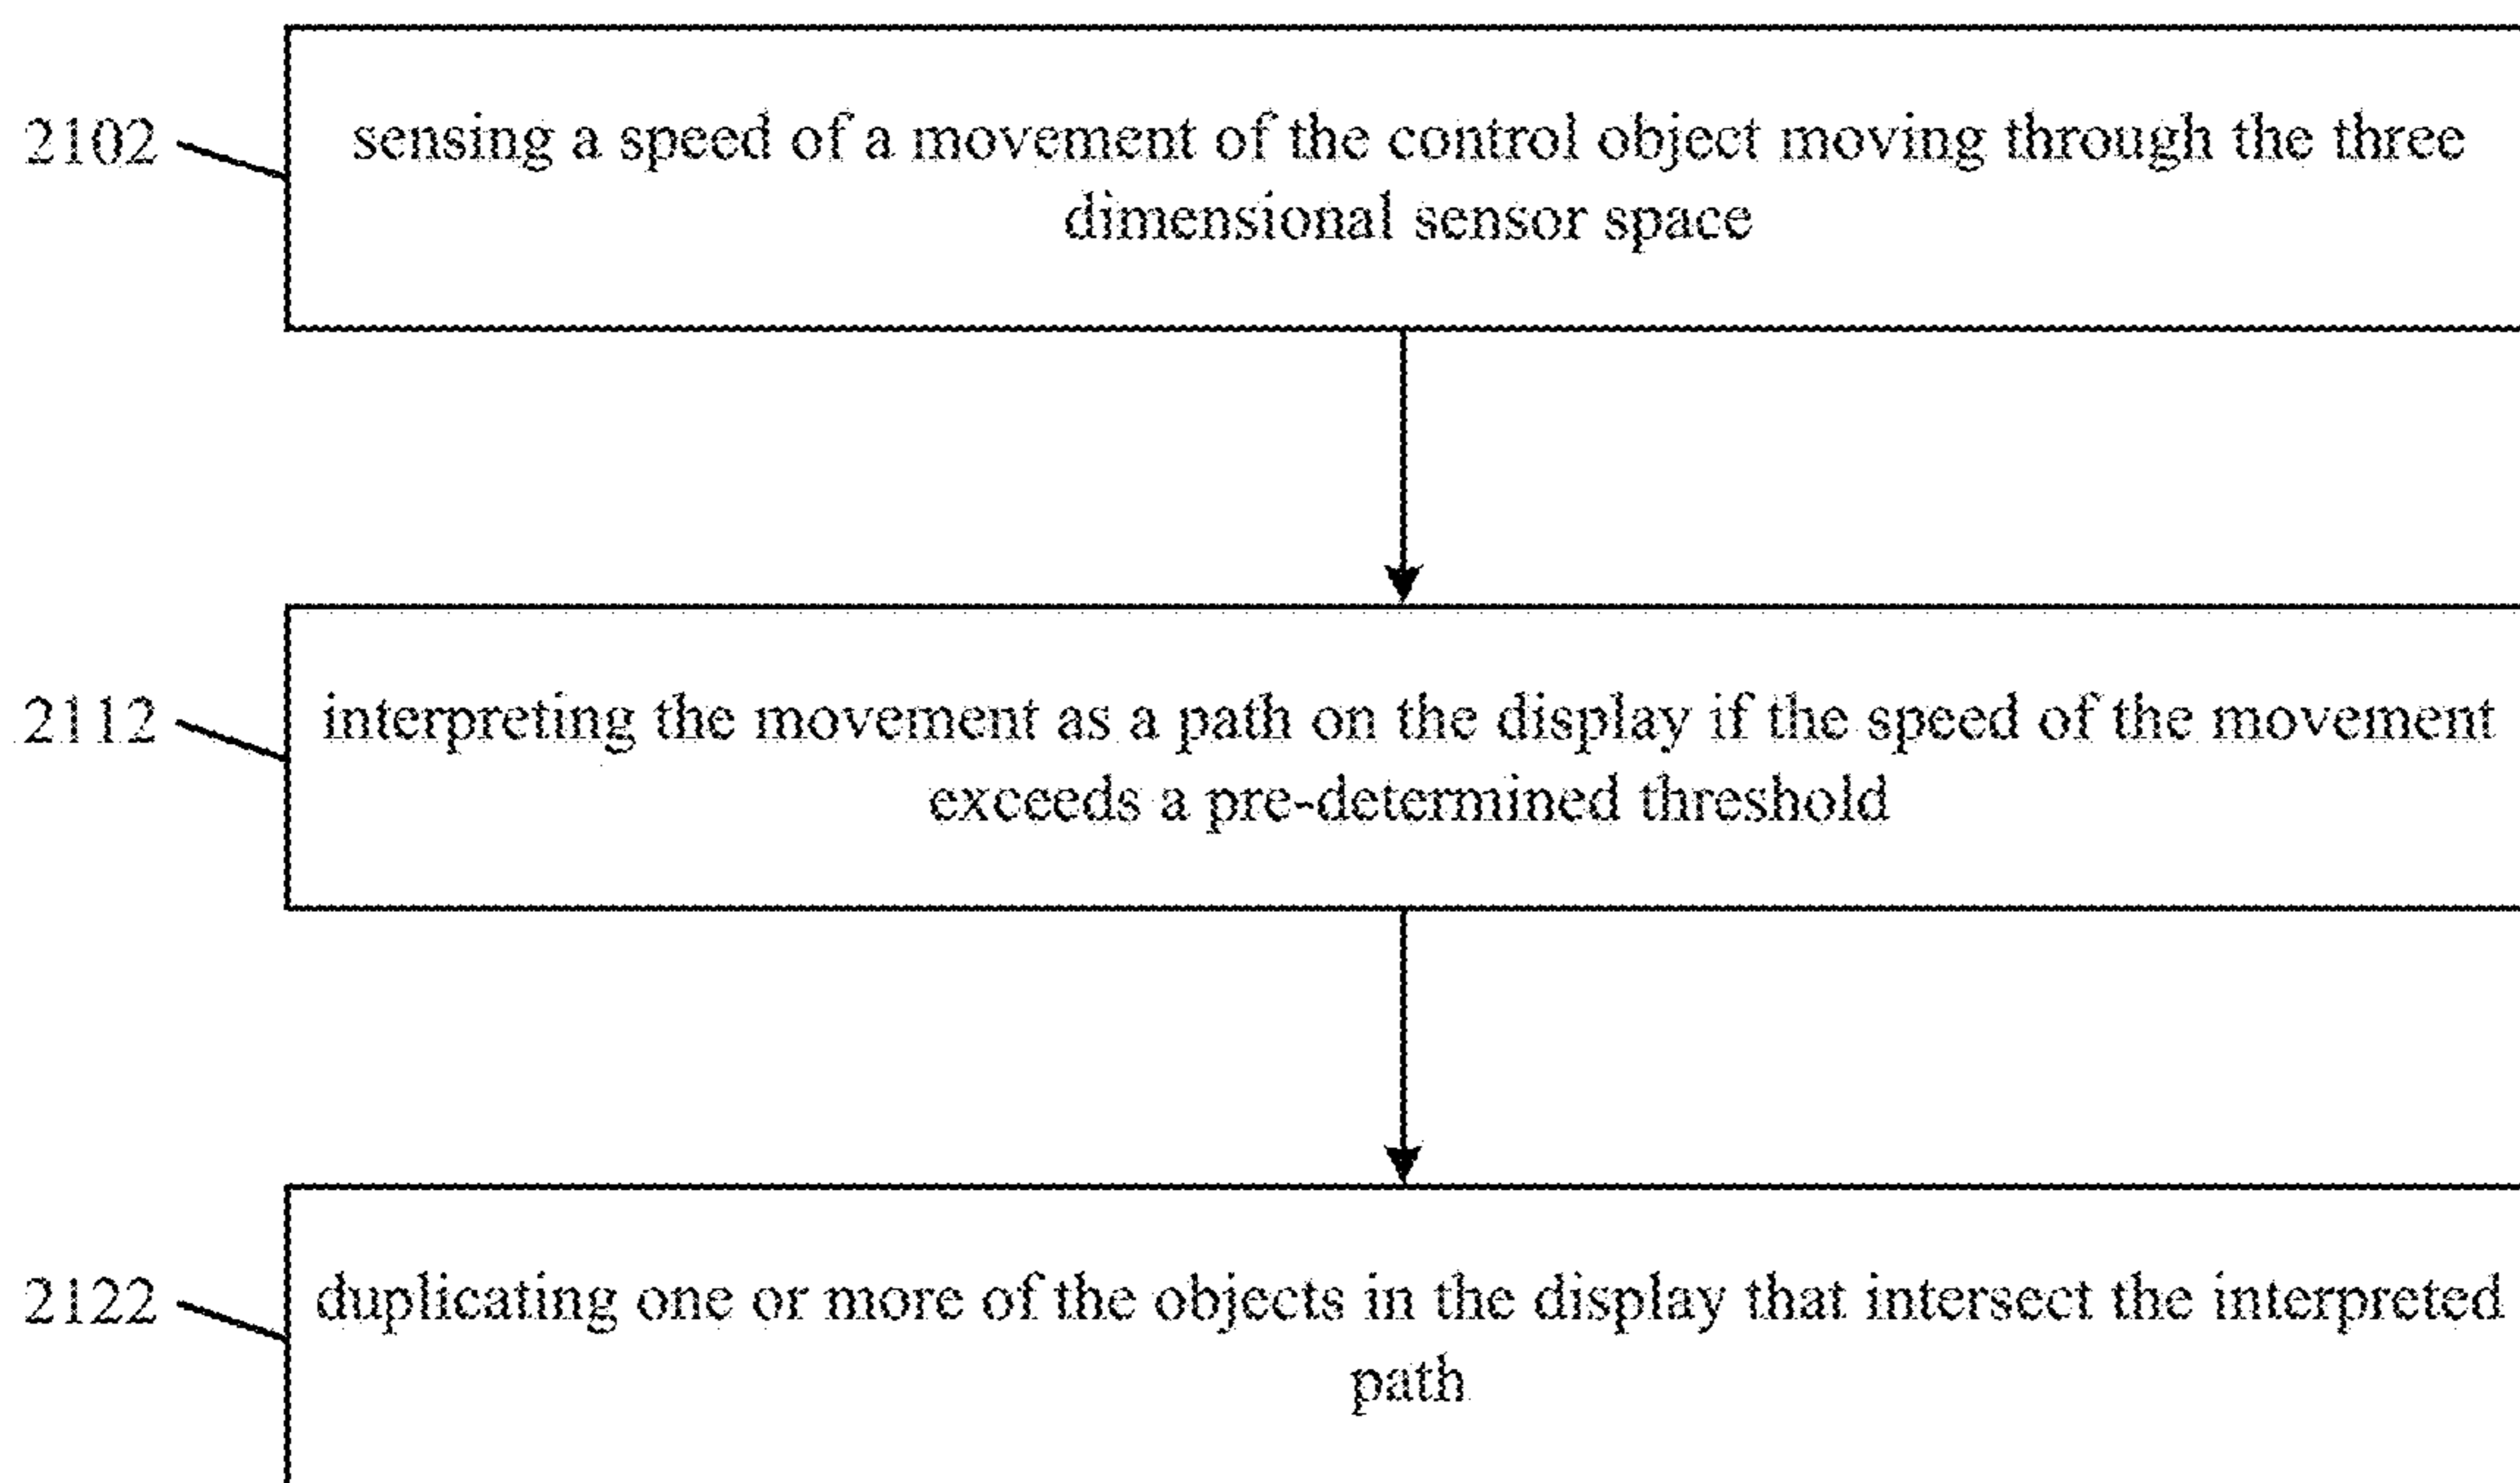 2102
sensing a speed of a movement of the control object moving through the three
dimensional sensor space
2112
interpreting the movement as a path on the display if the speed of the movement
exceeds a pre-determined threshold
2122
duplicating one or more of the objects in the display that intersect the interpreted
path